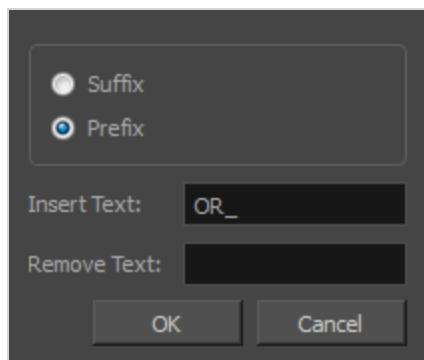 Suffix
Prefix
Insert Text: OR_
Remove Text:
OK Cancel